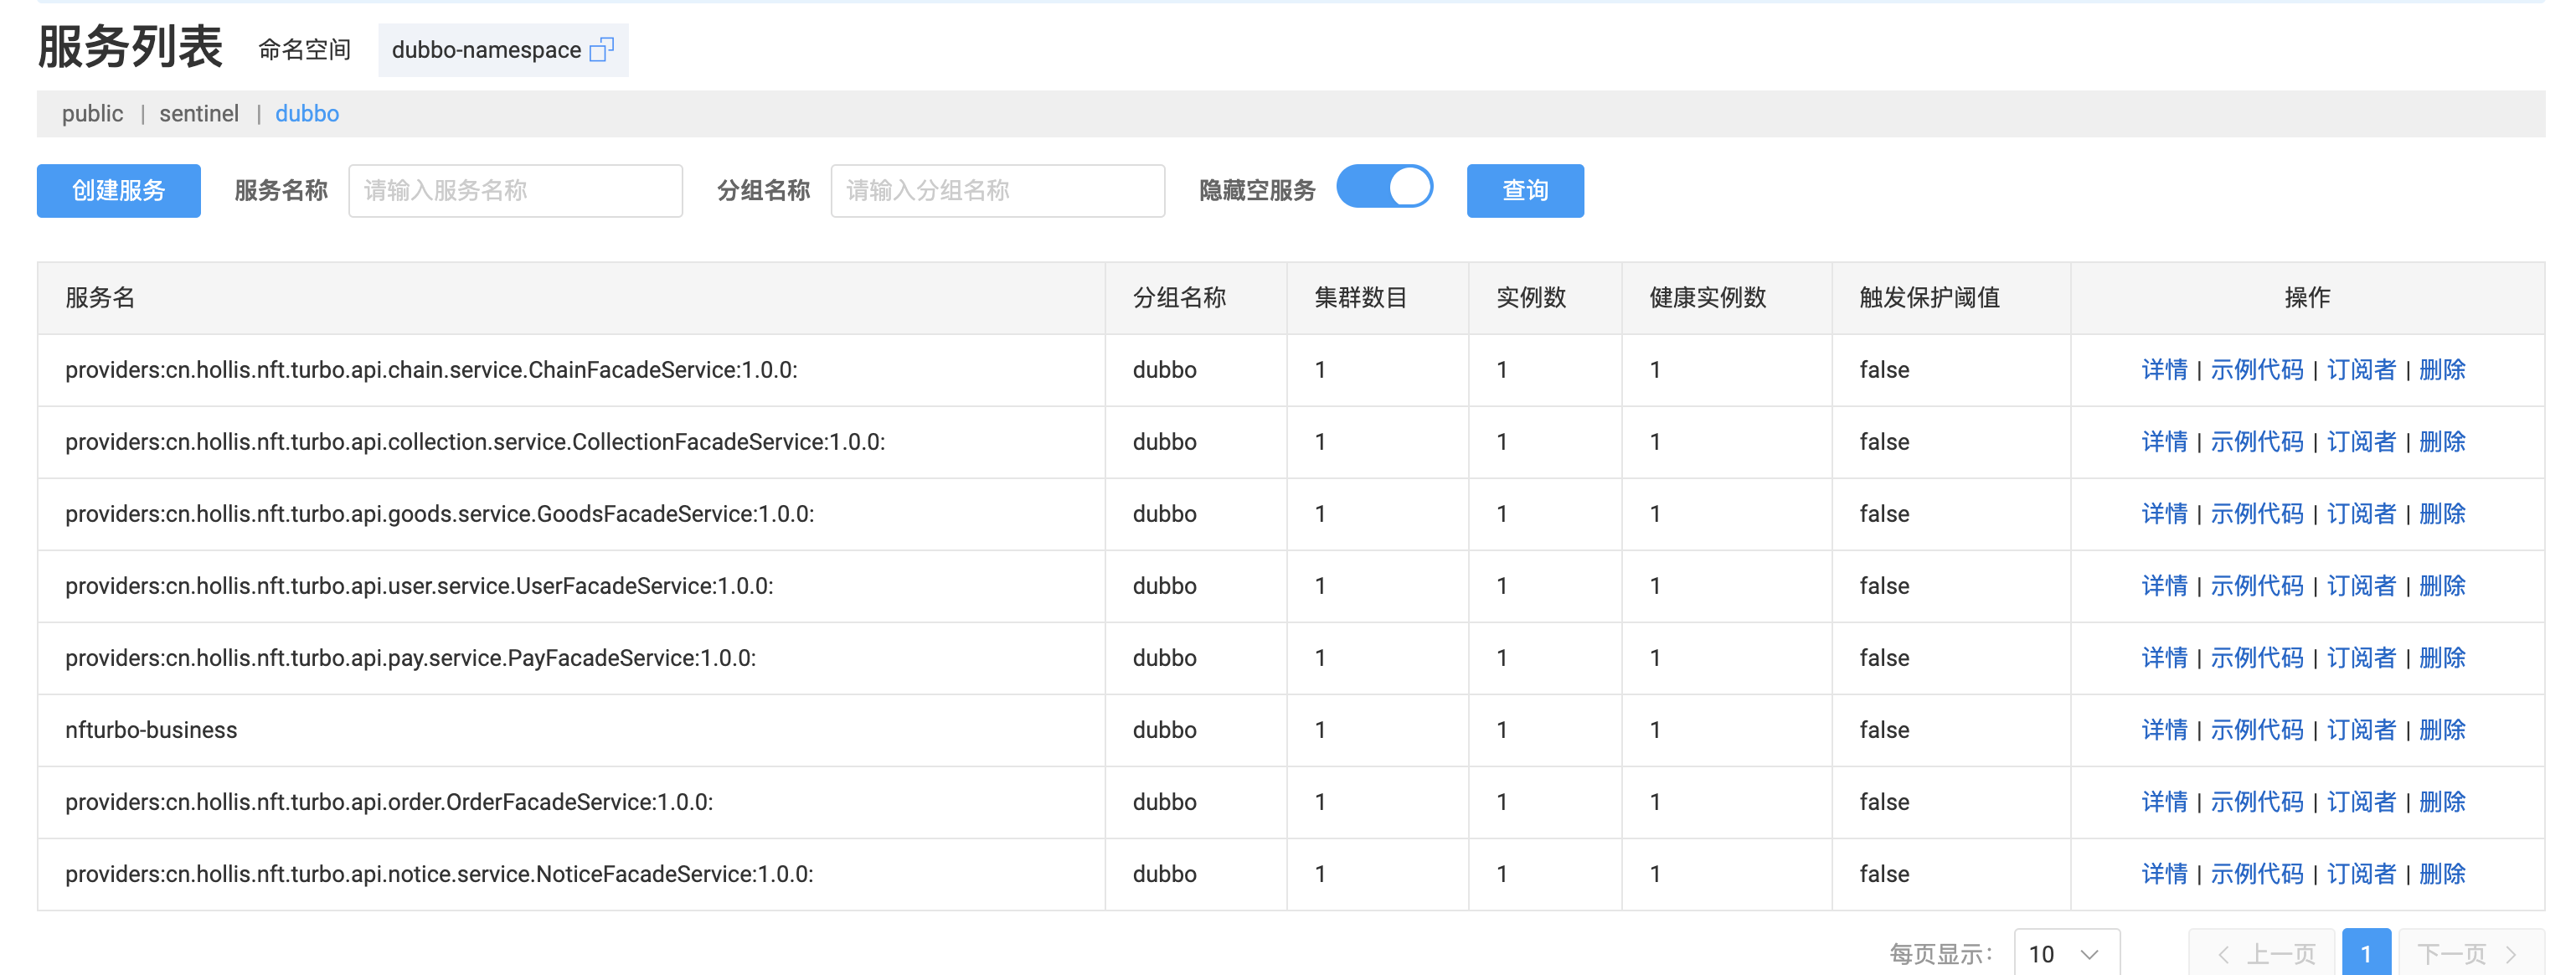 服务列表 命名空间 dubbo-namespace
public | sentinel | dubbo
创建服务 服务名称 请输入服务名称 分组名称 请输入分组名称 隐藏空服务 查询
服务名 分组名称 集群数目 实例数 健康实例数 触发保护阈值 操作
providers:cn.hollis.nft.turbo.api.chain.service.ChainFacadeService:1.0.0: dubbo 1 1 1 false 详情 | 示例代码 | 订阅者 | 删除
providers:cn.hollis.nft.turbo.api.collection.service.CollectionFacadeService:1.0.0: dubbo 1 1 1 false 详情 | 示例代码 | 订阅者 | 删除
providers:cn.hollis.nft.turbo.api.goods.service.GoodsFacadeService:1.0.0: dubbo 1 1 1 false 详情 | 示例代码 | 订阅者 | 删除
providers:cn.hollis.nft.turbo.api.user.service.UserFacadeService:1.0.0: dubbo 1 1 1 false 详情 | 示例代码 | 订阅者 | 删除
providers:cn.hollis.nft.turbo.api.pay.service.PayFacadeService:1.0.0: dubbo 1 1 1 false 详情 | 示例代码 | 订阅者 | 删除
nfturbo-business dubbo 1 1 1 false 详情 | 示例代码 | 订阅者 | 删除
providers:cn.hollis.nft.turbo.api.order.OrderFacadeService:1.0.0: dubbo 1 1 1 false 详情 | 示例代码 | 订阅者 | 删除
providers:cn.hollis.nft.turbo.api.notice.service.NoticeFacadeService:1.0.0: dubbo 1 1 1 false 详情 | 示例代码 | 订阅者 | 删除
每页显示: 10 上一页 1 下一页